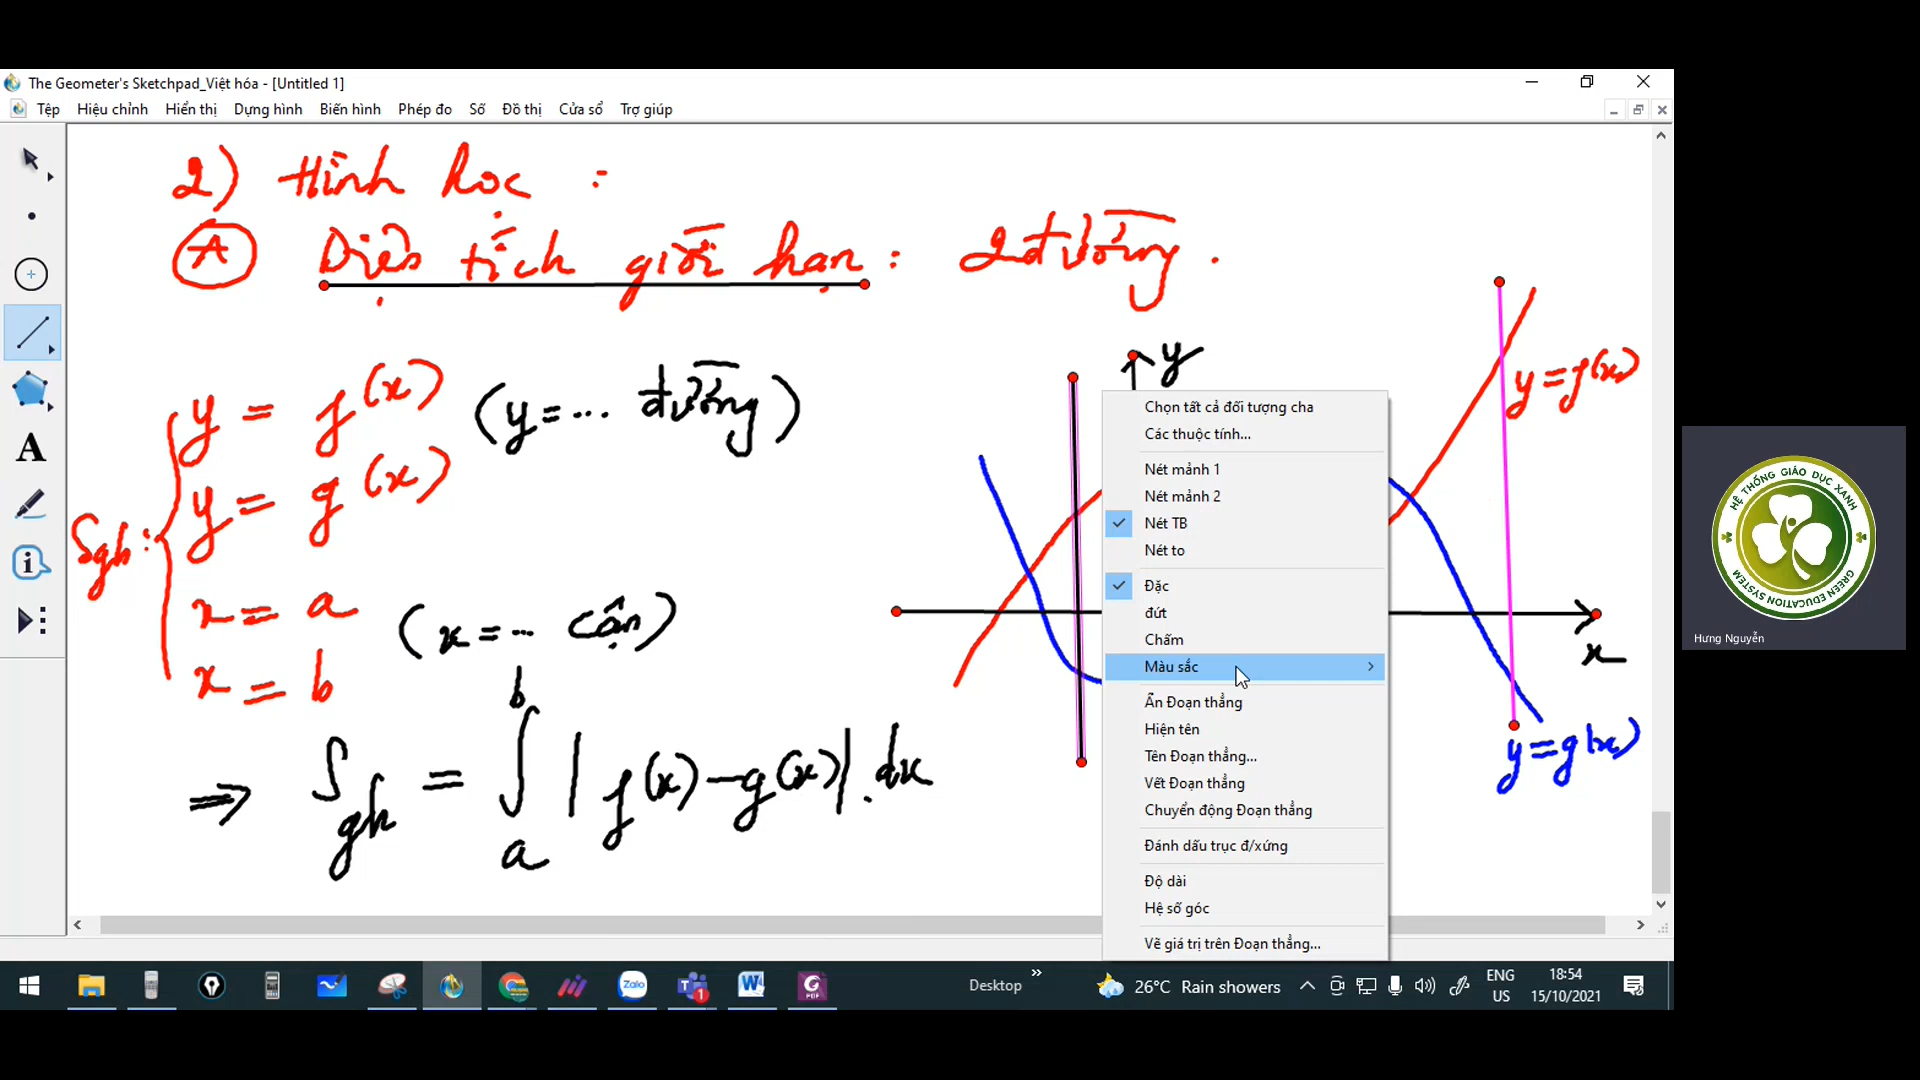 The Geometer's Sketchpad_Việt hóa - [Untitled 1]
Tệp Hiệu chỉnh Hiển thị Dựng hình Biến hình Phép đo Số Đồ thị Cửa sổ Trợ giúp
2) Hình học :
A Diện tích giới hạn : 2 đường.
y
y = f(x) (y = ... đường)
y = f(x)
y = g(x)
Sgh :
x = a (x = ... cận)
x = b
x
y = g(x)
⇒ Sgh = ∫ₐᵇ | f(x) - g(x) | . dx
Chọn tất cả đối tượng cha
Các thuộc tính...
Nét mảnh 1
Nét mảnh 2
Nét TB
Nét to
Đặc
đứt
Chấm
Màu sắc
Ẩn Đoạn thẳng
Hiện tên
Tên Đoạn thẳng...
Vết Đoạn thẳng
Chuyển động Đoạn thẳng
Đánh dấu trục đ/xứng
Độ dài
Hệ số góc
Vẽ giá trị trên Đoạn thẳng...
A
i
HỆ THỐNG GIÁO DỤC XANH
GREEN EDUCATION SYSTEM
Hưng Nguyễn
Zalo
1
W
PDF
Desktop
26°C Rain showers
ENG
US
18:54
15/10/2021